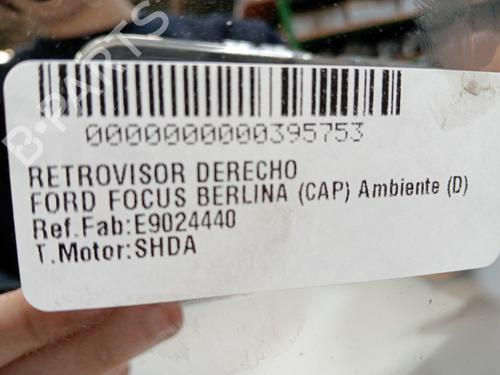 B-PARTS
0000000000395753
RETROVISOR DERECHO
FORD FOCUS BERLINA (CAP) Ambiente (D)
Ref.Fab:E9024440
T.Motor:SHDA